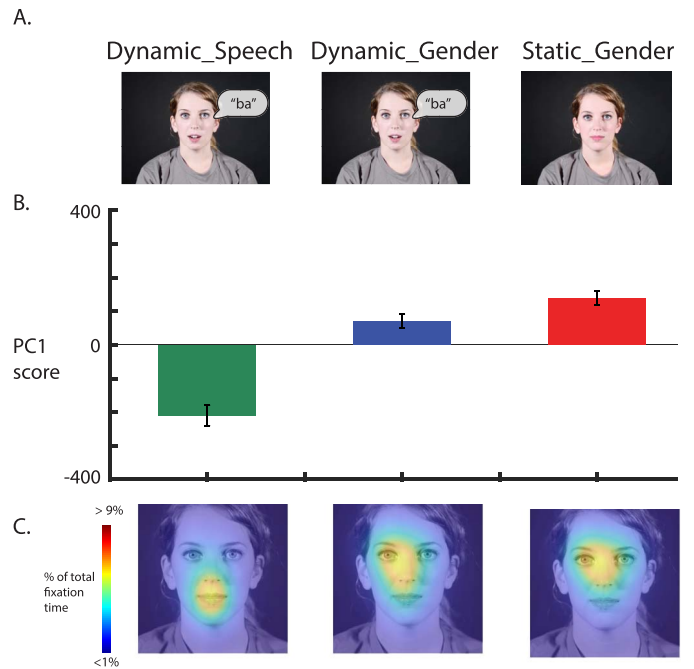 A.
Dynamic_Speech Dynamic_Gender Static_Gender
“ba” “ba”
B.
400
PC1
score
0
-400
C.
> 9%
% of total
fixation
time
<1%